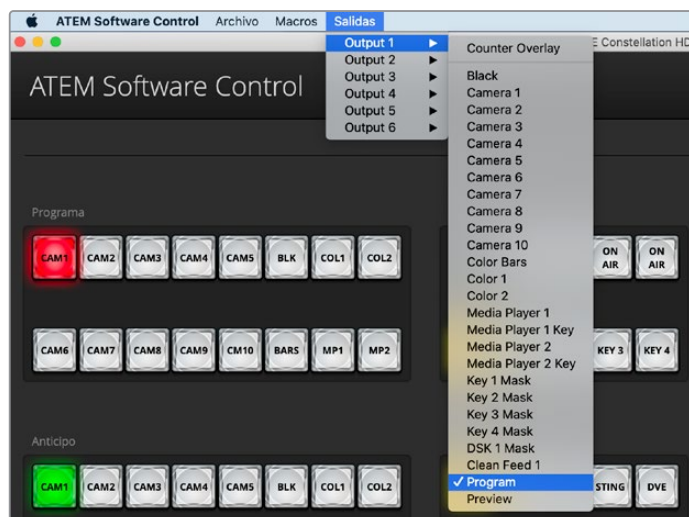 ATEM Software Control Archivo Macros Salidas
E Constellation HD
ATEM Software Control
Output 1
Output 2
Output 3
Output 4
Output 5
Output 6
Counter Overlay
Black
Camera 1
Camera 2
Camera 3
Camera 4
Camera 5
Camera 6
Camera 7
Camera 8
Camera 9
Camera 10
Color Bars
Color 1
Color 2
Media Player 1
Media Player 1 Key
Media Player 2
Media Player 2 Key
Key 1 Mask
Key 2 Mask
Key 3 Mask
Key 4 Mask
DSK 1 Mask
Clean Feed 1
✓ Program
Preview
Programa
CAM1 CAM2 CAM3 CAM4 CAM5 BLK COL1 COL2
CAM6 CAM7 CAM8 CAM9 CM10 BARS MP1 MP2
ON AIR ON AIR
KEY 3 KEY 4
Anticipo
CAM1 CAM2 CAM3 CAM4 CAM5 BLK COL1 COL2
STING DVE